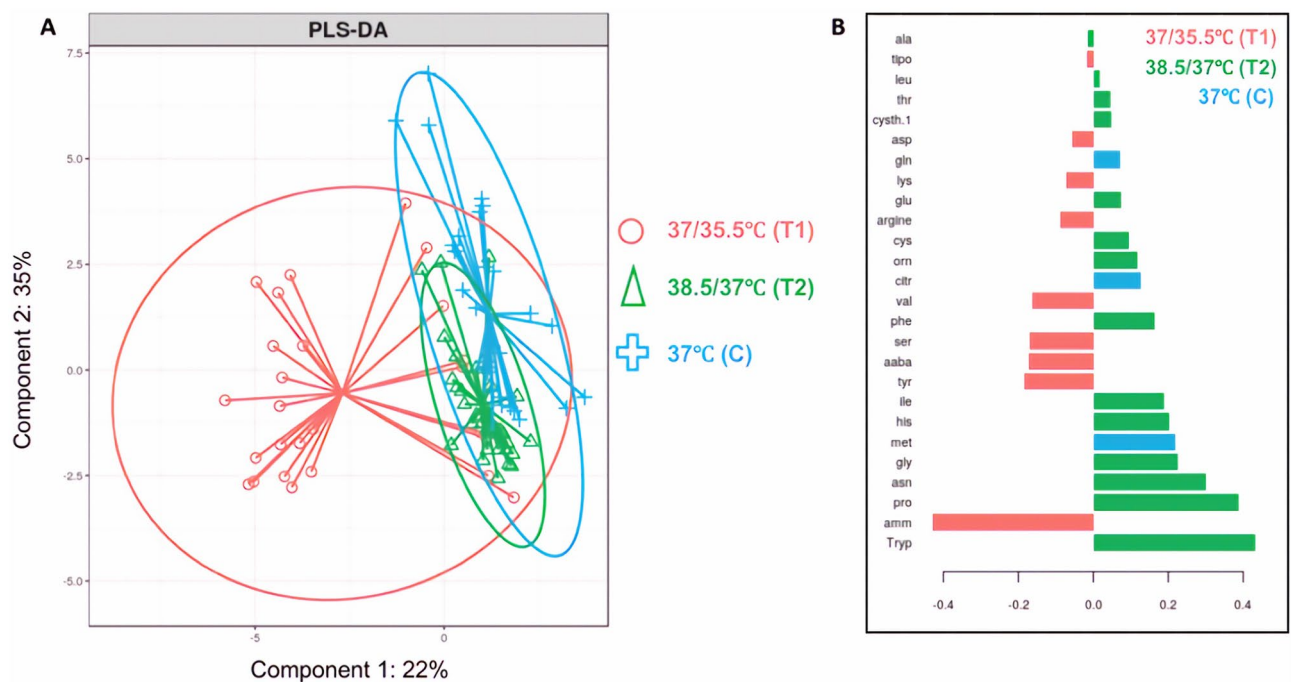 A
PLS-DA
7.5
5.0
2.5
0.0
-2.5
-5.0
-5
0
Component 2: 35%
Component 1: 22%
37/35.5℃ (T1)
38.5/37℃ (T2)
37℃ (C)
B
37/35.5℃ (T1)
38.5/37℃ (T2)
37℃ (C)
ala
tipo
leu
thr
cysth.1
asp
gln
lys
glu
argine
cys
orn
citr
val
phe
ser
aaba
tyr
ile
his
met
gly
asn
pro
amm
Tryp
-0.4
-0.2
0.0
0.2
0.4